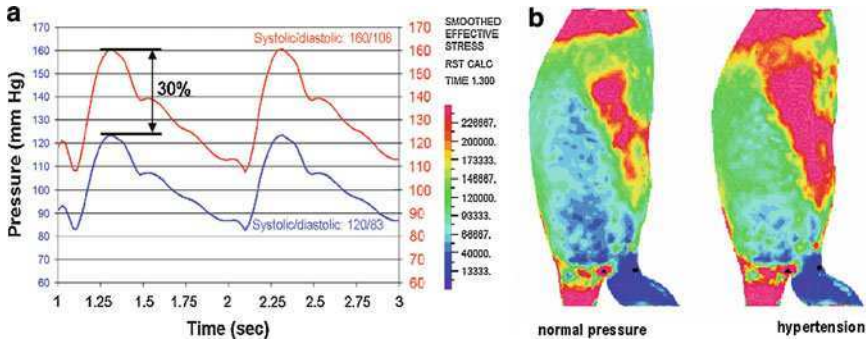 a
Pressure (mm Hg)
170
160
150
140
130
120
110
100
90
80
70
60
Systolic/diastolic: 160/106
30%
Systolic/diastolic: 120/83
170
160
150
140
130
120
110
100
90
80
70
60
1 1.25 1.5 1.75 2 2.25 2.5 2.75 3
Time (sec)
SMOOTHED
EFFECTIVE
STRESS
RST CALC
TIME 1.300
226667.
200000.
173333.
146667.
120000.
93333.
66667.
40000.
13333.
b
normal pressure
hypertension